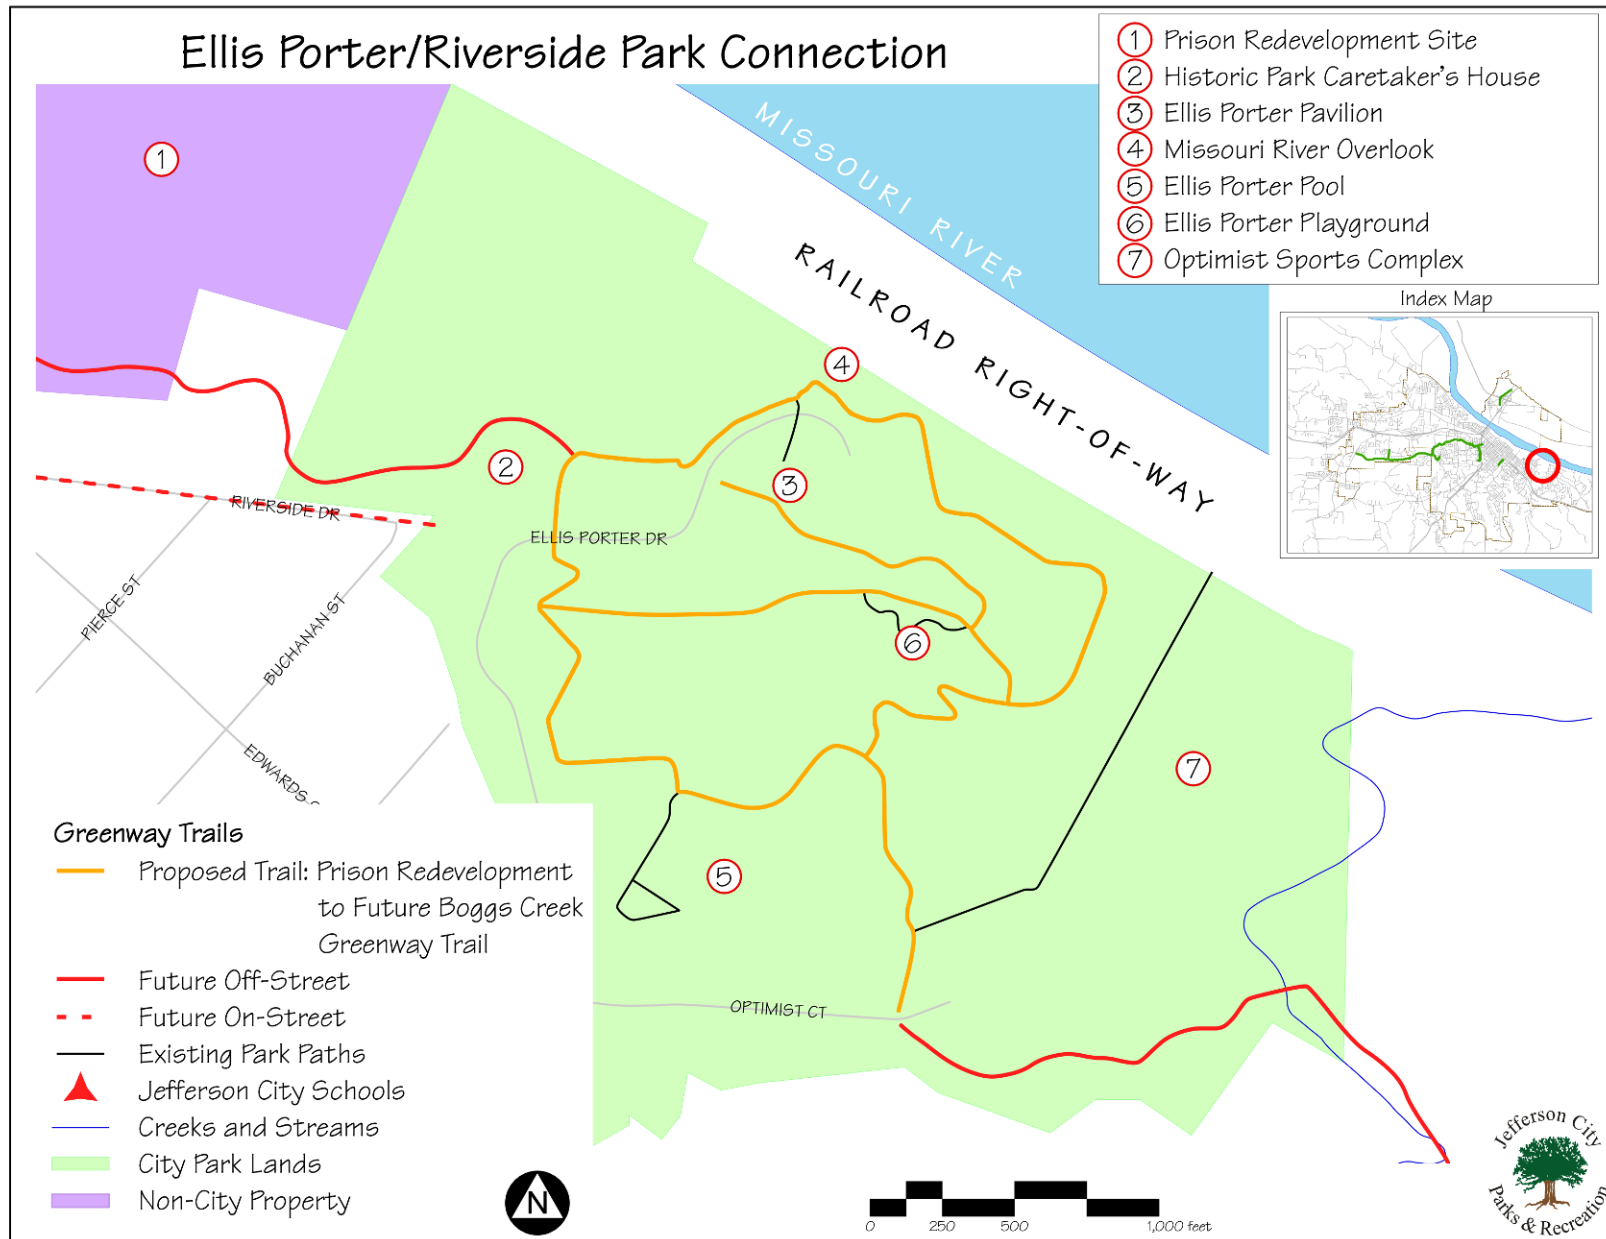 Ellis Porter/Riverside Park Connection
1 Prison Redevelopment Site
2 Historic Park Caretaker's House
3 Ellis Porter Pavilion
4 Missouri River Overlook
5 Ellis Porter Pool
6 Ellis Porter Playground
7 Optimist Sports Complex
Index Map
MISSOURI RIVER
RAILROAD RIGHT-OF-WAY
1
4
2
3
RIVERSIDE DR
ELLIS PORTER DR
PIERCE ST
BUCHANAN ST
6
EDWARDS
7
5
OPTIMIST CT
Greenway Trails
Proposed Trail: Prison Redevelopment
to Future Boggs Creek
Greenway Trail
Future Off-Street
Future On-Street
Existing Park Paths
Jefferson City Schools
Creeks and Streams
City Park Lands
Non-City Property
N
0 250 500 1,000 feet
Jefferson City
Parks & Recreation